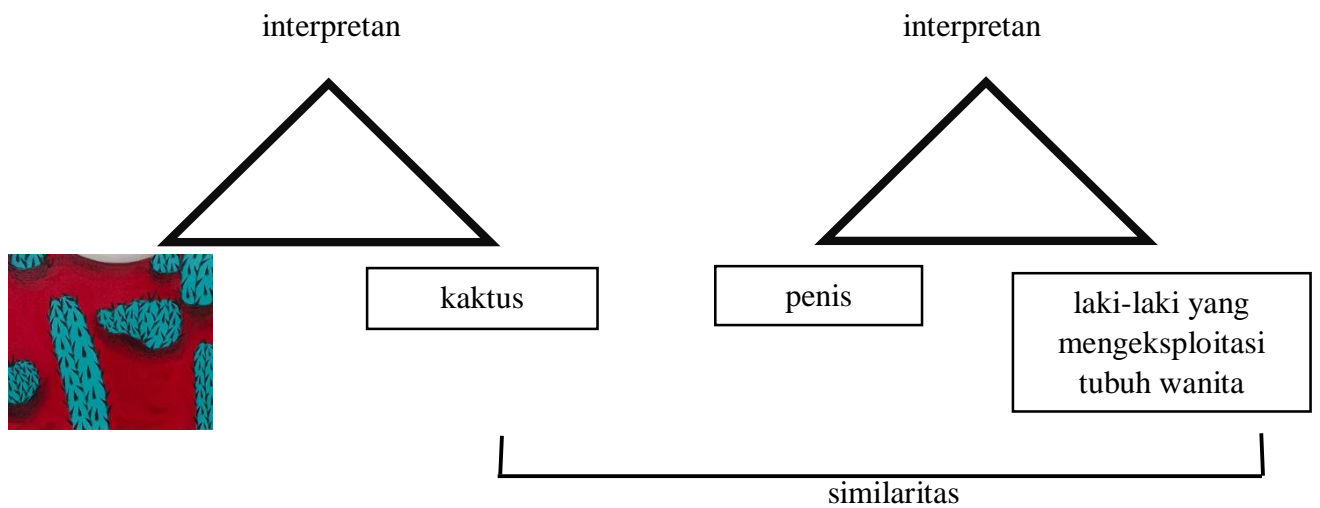 interpretan
interpretan
kaktus
penis
laki-laki yang
mengeksploitasi
tubuh wanita
similaritas